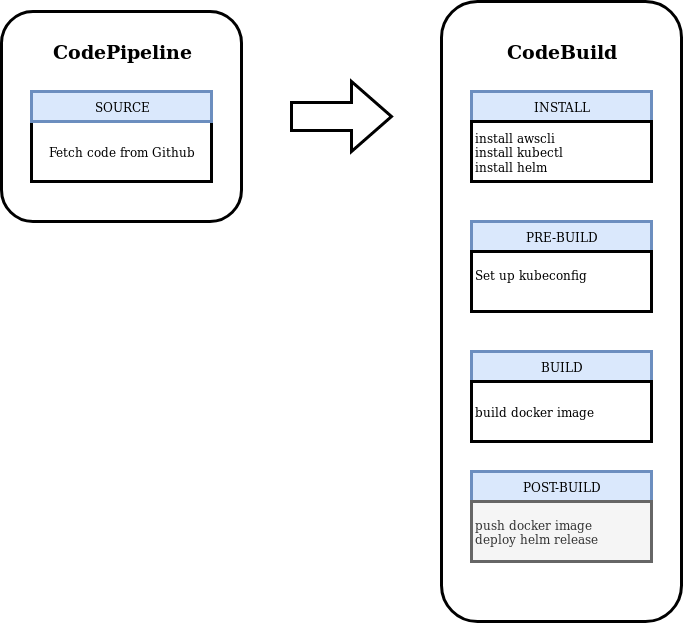 CodePipeline
SOURCE
Fetch code from Github
CodeBuild
INSTALL
install awscli
install kubectl
install helm
PRE-BUILD
Set up kubeconfig
BUILD
build docker image
POST-BUILD
push docker image
deploy helm release